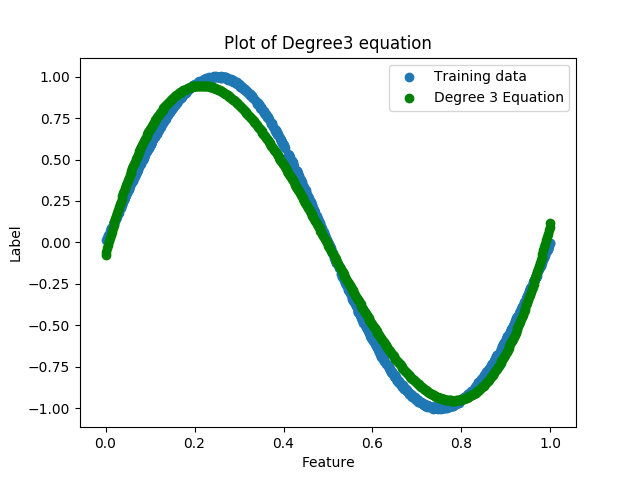 Plot of Degree3 equation
Training data
Degree 3 Equation
1.00
0.75
0.50
0.25
0.00
−0.25
−0.50
−0.75
−1.00
Label
0.0 0.2 0.4 0.6 0.8 1.0
Feature